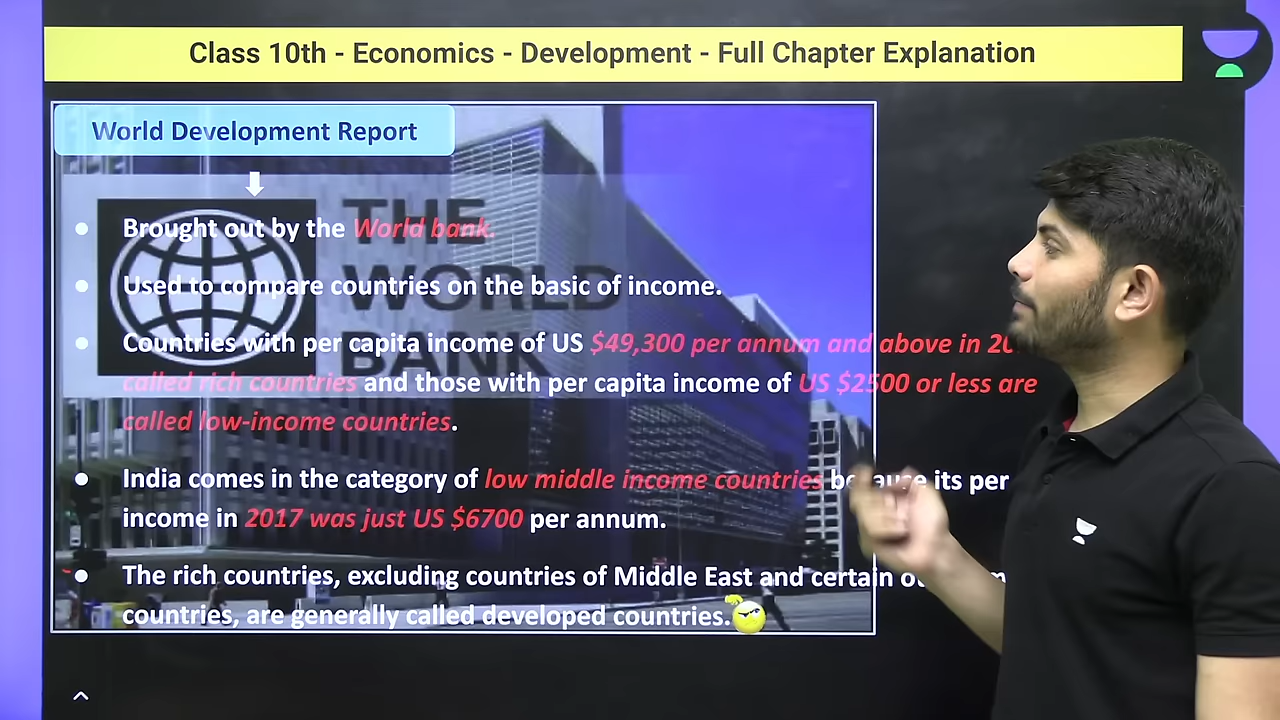 Class 10th - Economics - Development - Full Chapter Explanation
World Development Report
THE
WORLD
BANK
Brought out by the World bank.
Used to compare countries on the basic of income.
Countries with per capita income of US $49,300 per annum and above in
called rich countries and those with per capita income of US $2500 or less are
called low-income countries.
India comes in the category of low middle income countries because its per
income in 2017 was just US $6700 per annum.
The rich countries, excluding countries of Middle East and certain
countries, are generally called developed countries.